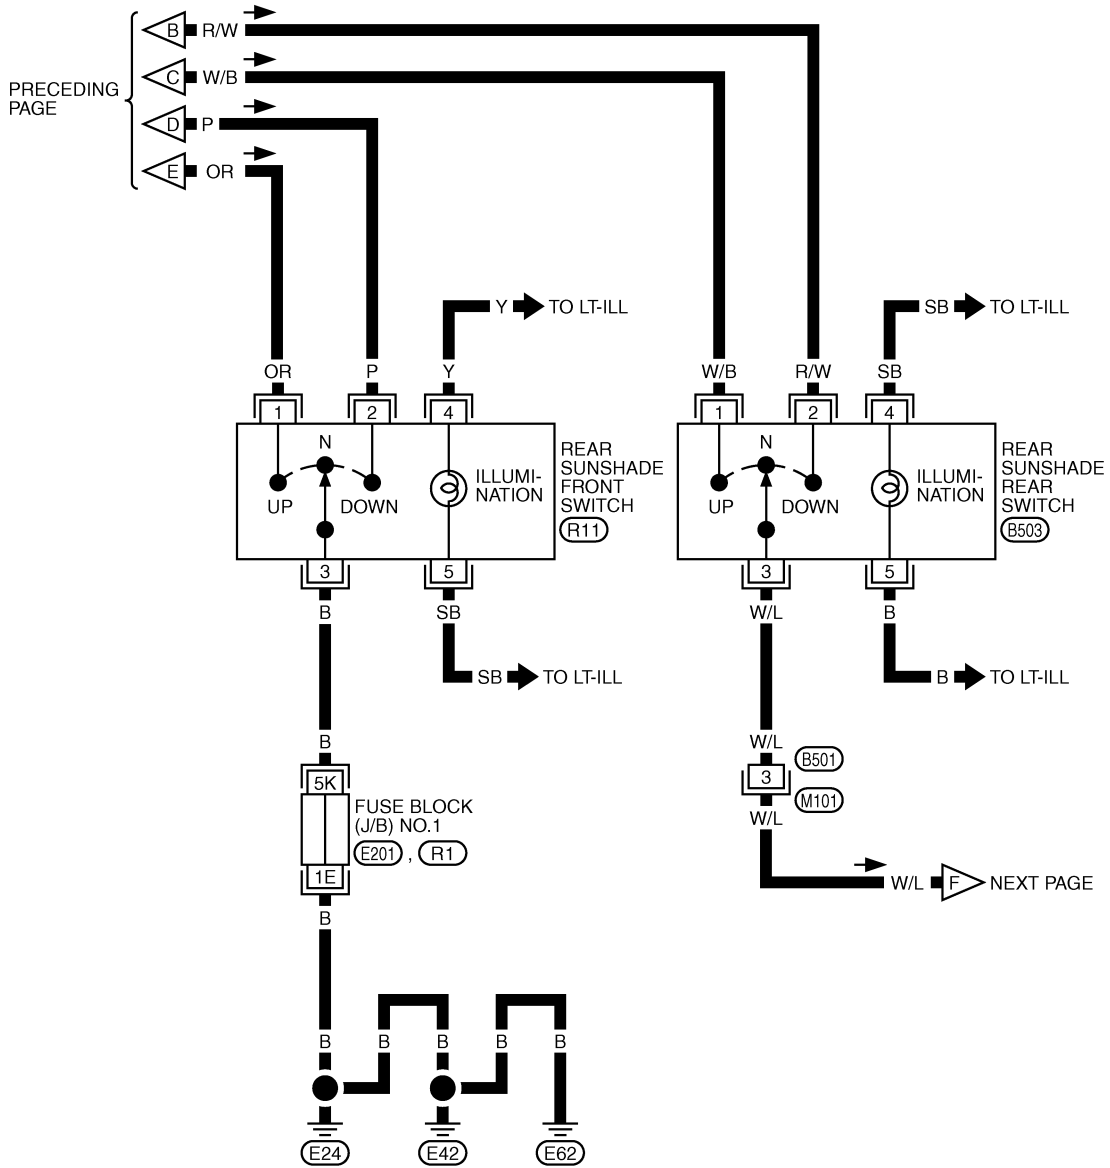 B R/W
C W/B
PRECEDING
PAGE
D P
E OR
Y TO LT-ILL
SB TO LT-ILL
OR P Y W/B R/W SB
1 2 4 1 2 4
N
UP DOWN
ILLUMI-
NATION
REAR
SUNSHADE
FRONT
SWITCH
R11
N
UP DOWN
ILLUMI-
NATION
REAR
SUNSHADE
REAR
SWITCH
B503
3 5 3 5
B SB W/L B
SB TO LT-ILL
B TO LT-ILL
B
5K
FUSE BLOCK
(J/B) NO.1
E201 , R1
1E
B
W/L
B501
3
M101
W/L
W/L F NEXT PAGE
B B B B B
E24 E42 E62